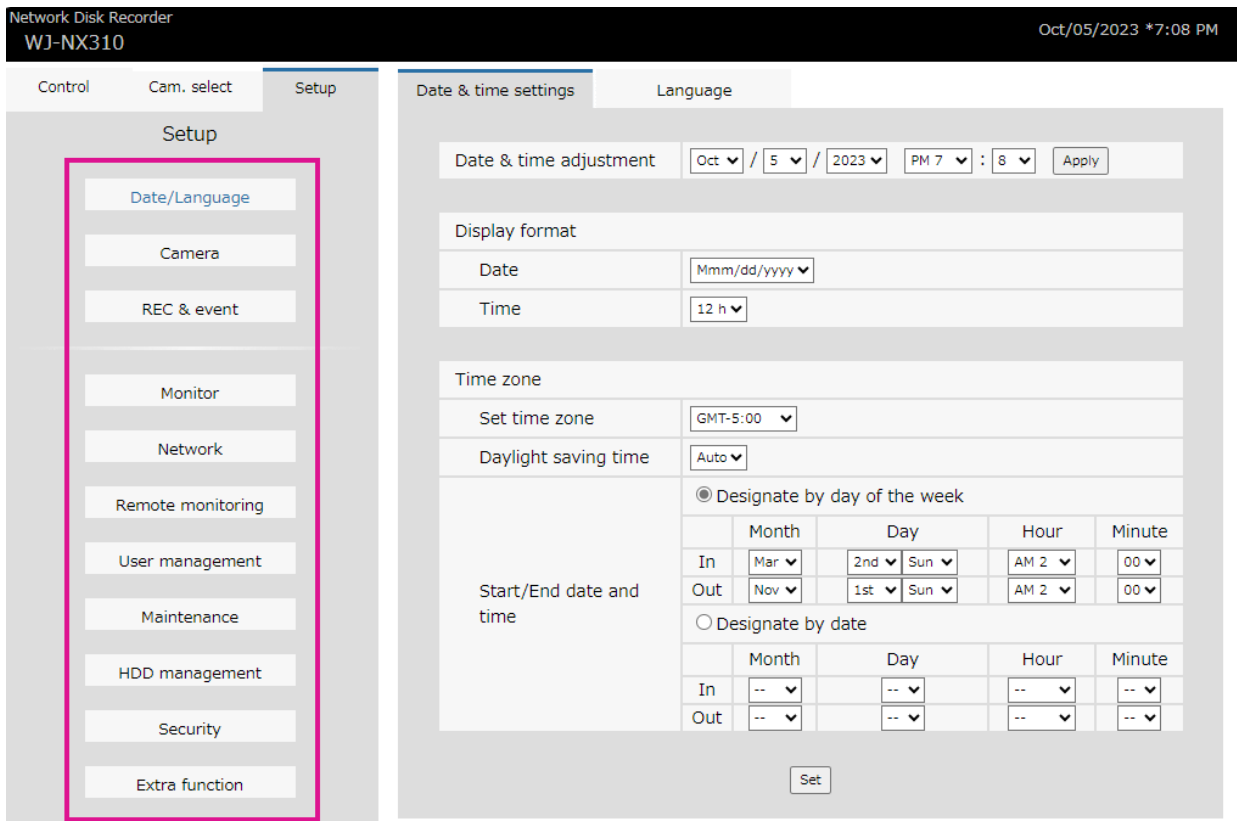 Network Disk Recorder
WJ-NX310
Oct/05/2023 *7:08 PM
Control Cam. select Setup
Setup
Date/Language
Camera
REC & event
Monitor
Network
Remote monitoring
User management
Maintenance
HDD management
Security
Extra function
Date & time settings Language
Date & time adjustment Oct / 5 / 2023 PM 7 : 8 Apply
Display format
Date Mmm/dd/yyyy
Time 12 h
Time zone
Set time zone GMT-5:00
Daylight saving time Auto
Start/End date and
time
Designate by day of the week
Month Day Hour Minute
In Mar 2nd Sun AM 2 00
Out Nov 1st Sun AM 2 00
Designate by date
Month Day Hour Minute
In -- -- -- --
Out -- -- -- --
Set